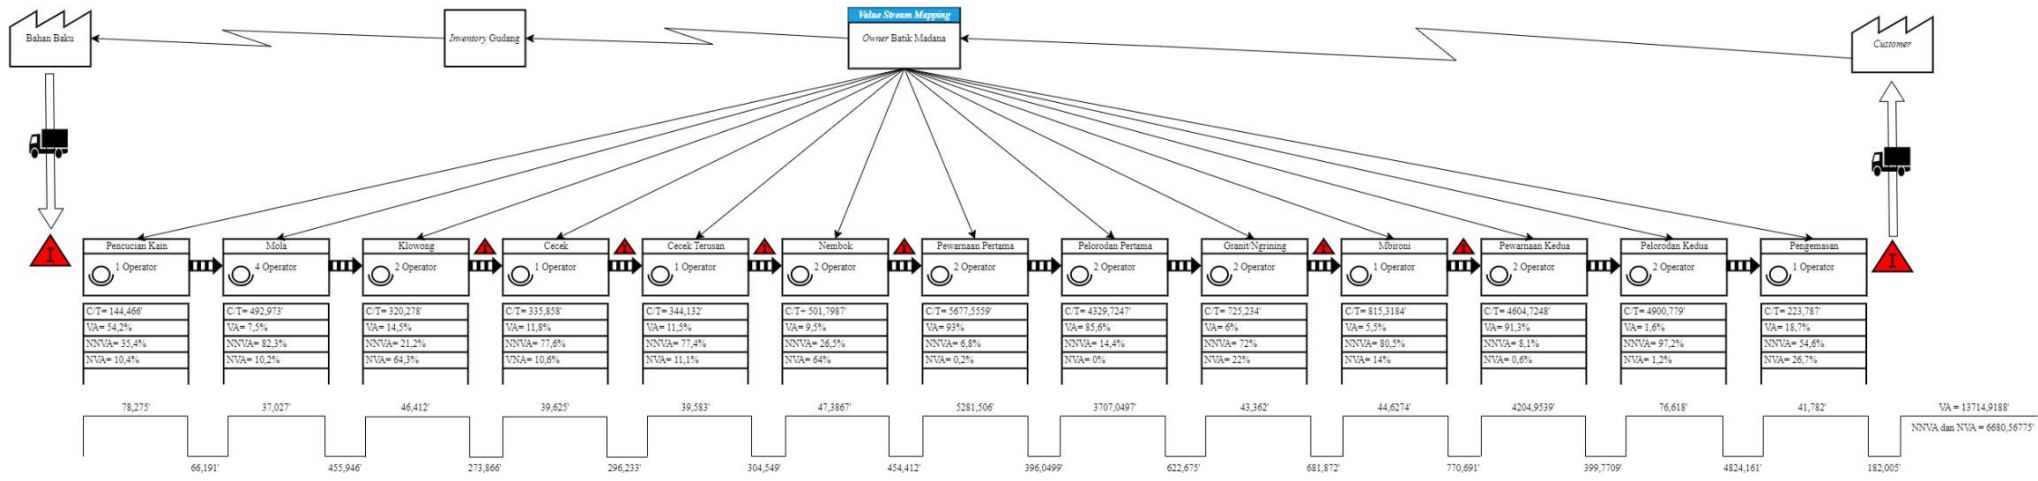 Value Stream Mapping
Bahan Baku
Inventory Gudang
Owner Batik Madana
Customer
I
I
Pencucian Kain
1 Operator
C/T= 144,466'
VA= 54,2%
NNVA= 35,4%
NVA= 10,4%
Mola
4 Operator
C/T= 492,973'
VA= 7,5%
NNVA= 82,3%
NVA= 10,2%
Klowong
2 Operator
C/T= 320,278'
VA= 14,5%
NNVA= 21,2%
NVA= 64,3%
I
Cecek
1 Operator
C/T= 335,858'
VA= 11,8%
NNVA= 77,6%
VNA= 10,6%
I
Cecek Terusan
1 Operator
C/T= 344,132'
VA= 11,5%
NNVA= 77,4%
NVA= 11,1%
I
Nembok
2 Operator
C/T+ 501,7987'
VA= 9,5%
NNVA= 26,5%
NVA= 64%
I
Pewarnaan Pertama
2 Operator
C/T= 5677,5559'
VA= 93%
NNVA= 6,8%
NVA= 0,2%
Pelorodan Pertama
2 Operator
C/T= 4329,7247'
VA= 85,6%
NNVA= 14,4%
NVA= 0%
Granit/Ngrining
2 Operator
C/T= 725,234'
VA= 6%
NNVA= 72%
NVA= 22%
I
Mbironi
1 Operator
C/T= 815,3184'
VA= 5,5%
NNVA= 80,5%
NVA= 14%
I
Pewarnaan Kedua
2 Operator
C/T= 4604,7248'
VA= 91,3%
NNVA= 8,1%
NVA= 0,6%
Pelorodan Kedua
2 Operator
C/T= 4900,779'
VA= 1,6%
NNVA= 97,2%
NVA= 1,2%
Pengemasan
1 Operator
C/T= 223,787'
VA= 18,7%
NNVA= 54,6%
NVA= 26,7%
78,275' 37,027' 46,412' 39,625' 39,583' 47,3867' 5281,506' 3707,0497' 43,362' 44,6274' 4204,9539' 76,618' 41,782' VA = 13714,9188'
NNVA dan NVA = 6680,56775'
66,191' 455,946' 273,866' 296,233' 304,549' 454,412' 396,0499' 622,675' 681,872' 770,691' 399,7709' 4824,161' 182,005'